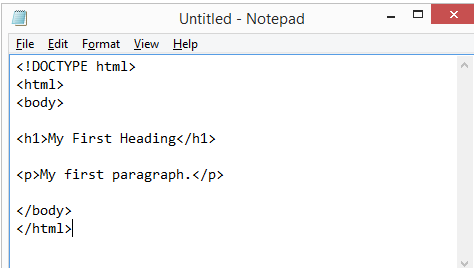 Untitled - Notepad
File Edit Format View Help
<!DOCTYPE html>
<html>
<body>
<h1>My First Heading</h1>
<p>My first paragraph.</p>
</body>
</html>